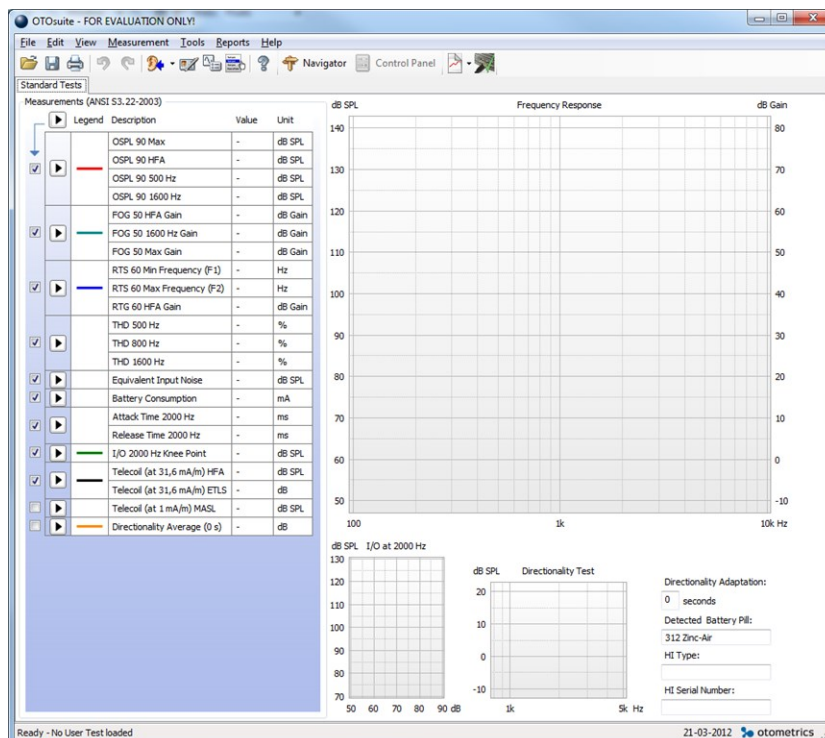 OTOsuite - FOR EVALUATION ONLY!
File Edit View Measurement Tools Reports Help
Navigator Control Panel
Standard Tests
Measurements (ANSI S3.22-2003)
Legend Description Value Unit
OSPL 90 Max - dB SPL
OSPL 90 HFA - dB SPL
OSPL 90 500 Hz - dB SPL
OSPL 90 1600 Hz - dB SPL
FOG 50 HFA Gain - dB Gain
FOG 50 1600 Hz Gain - dB Gain
FOG 50 Max Gain - dB Gain
RTS 60 Min Frequency (F1) - Hz
RTS 60 Max Frequency (F2) - Hz
RTG 60 HFA Gain - dB Gain
THD 500 Hz - %
THD 800 Hz - %
THD 1600 Hz - %
Equivalent Input Noise - dB SPL
Battery Consumption - mA
Attack Time 2000 Hz - ms
Release Time 2000 Hz - ms
I/O 2000 Hz Knee Point - dB SPL
Telecoil (at 31,6 mA/m) HFA - dB SPL
Telecoil (at 31,6 mA/m) ETLS - dB
Telecoil (at 1 mA/m) MASL - dB SPL
Directionality Average (0 s) - dB
dB SPL Frequency Response dB Gain
140 80
130 70
120 60
110 50
100 40
90 30
80 20
70 10
60 0
50 -10
100 1k 10k Hz
dB SPL I/O at 2000 Hz
130
120
110
100
90
80
70
50 60 70 80 90 dB
dB SPL Directionality Test
20
10
0
-10
1k 5k Hz
Directionality Adaptation:
0 seconds
Detected Battery Pill:
312 Zinc-Air
HI Type:
HI Serial Number:
Ready - No User Test loaded 21-03-2012 otometrics